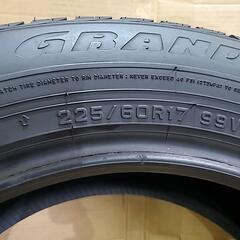 GRAND
MATCH TIRE DIAMETER TO RIM DIAMETER; NEVER EXCEED 40 PSI
225/60R17 99V